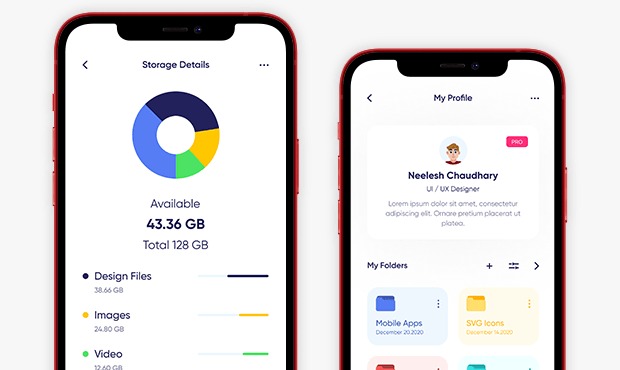 Storage Details
Available
43.36 GB
Total 128 GB
Design Files
38.66 GB
Images
24.80 GB
Video
12.60 GB
My Profile
PRO
Neelesh Chaudhary
UI / UX Designer
Lorem ipsum dolor sit amet, consectetur
adipiscing elit. Ornare pretium placerat ut
platea.
My Folders
Mobile Apps
December 20.2020
SVG Icons
December 14.2020